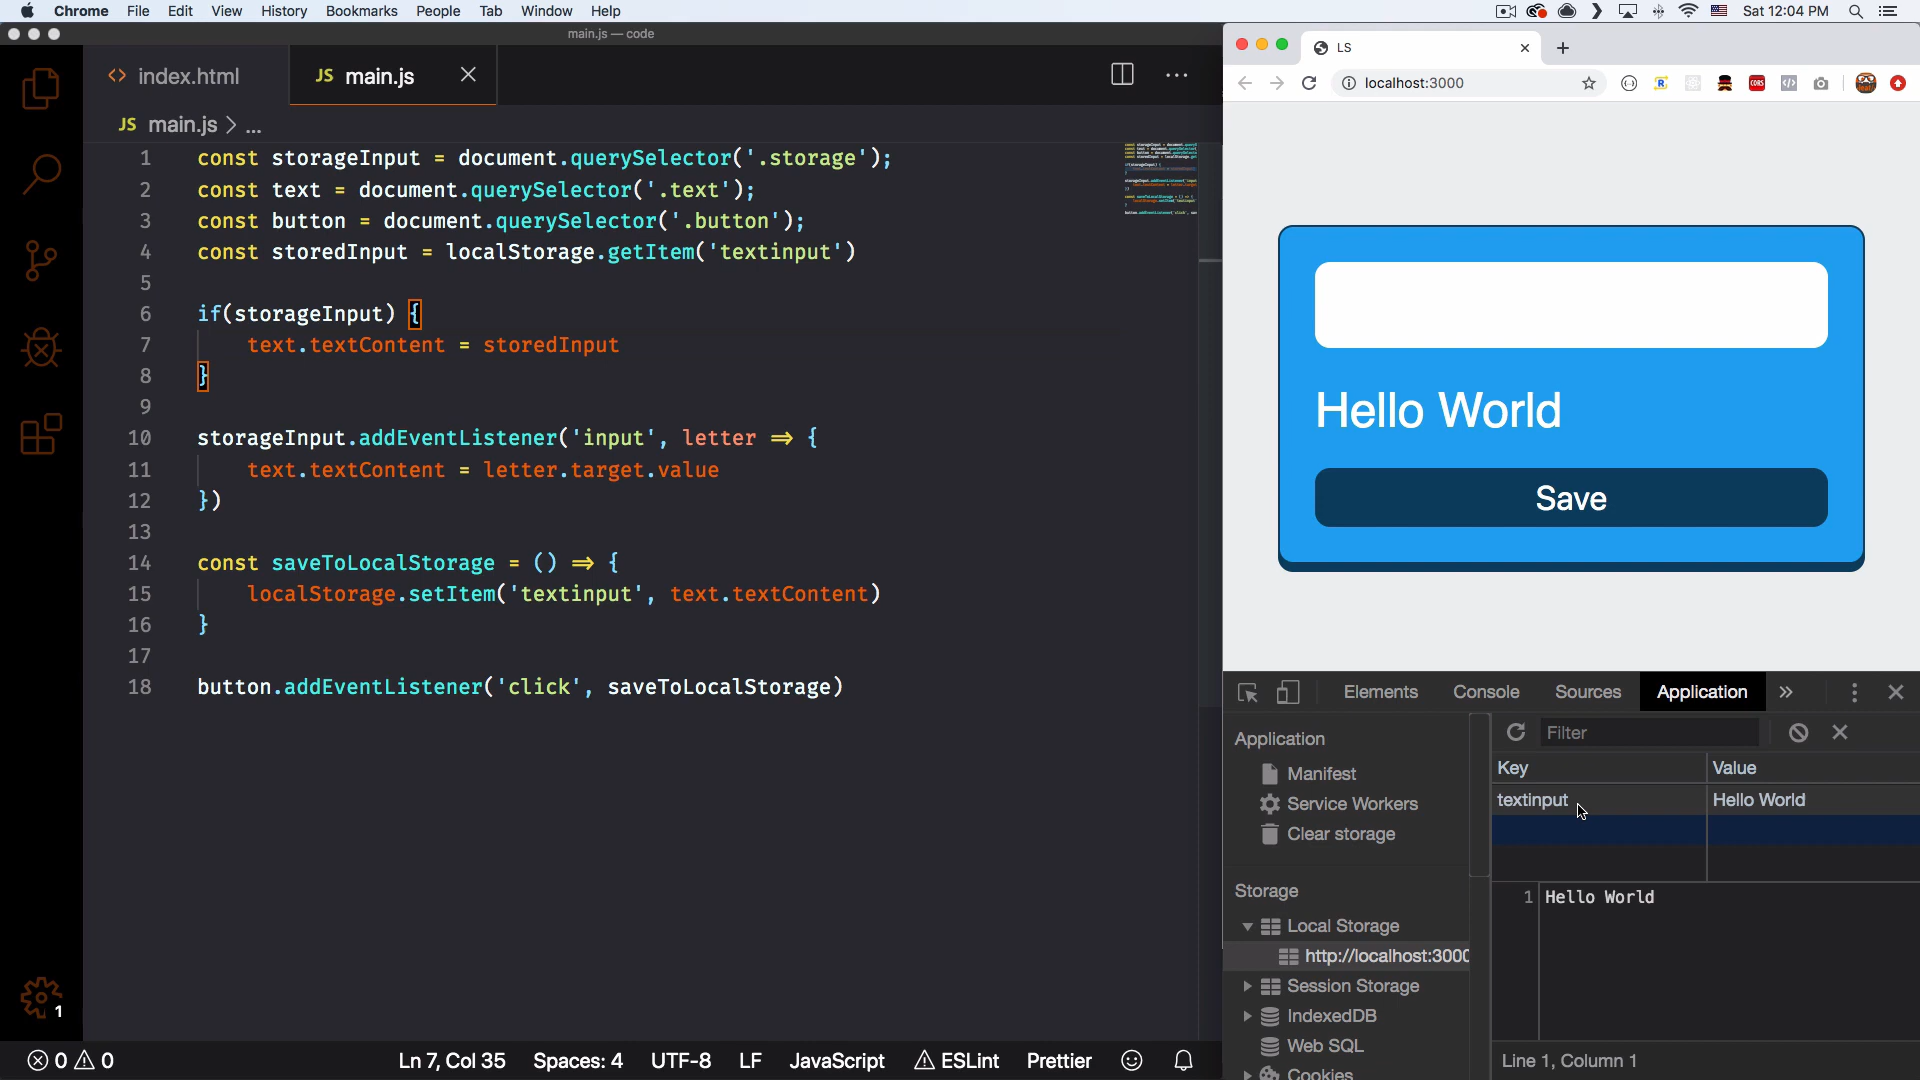 Chrome File Edit View History Bookmarks People Tab Window Help
Sat 12:04 PM
main.js — code
index.html
JS main.js
JS main.js > ...
1 const storageInput = document.querySelector('.storage');
2 const text = document.querySelector('.text');
3 const button = document.querySelector('.button');
4 const storedInput = localStorage.getItem('textinput')
5
6 if(storageInput) {
7 text.textContent = storedInput
8 }
9
10 storageInput.addEventListener('input', letter => {
11 text.textContent = letter.target.value
12 })
13
14 const saveToLocalStorage = () => {
15 localStorage.setItem('textinput', text.textContent)
16 }
17
18 button.addEventListener('click', saveToLocalStorage)
1
0 0
Ln 7, Col 35 Spaces: 4 UTF-8 LF JavaScript ESLint Prettier
LS
localhost:3000
CORS
Hello World
Save
Elements Console Sources Application »
Application
Manifest
Service Workers
Clear storage
Storage
Local Storage
http://localhost:3000
Session Storage
IndexedDB
Web SQL
Cookies
Filter
Key Value
textinput Hello World
1 Hello World
Line 1, Column 1